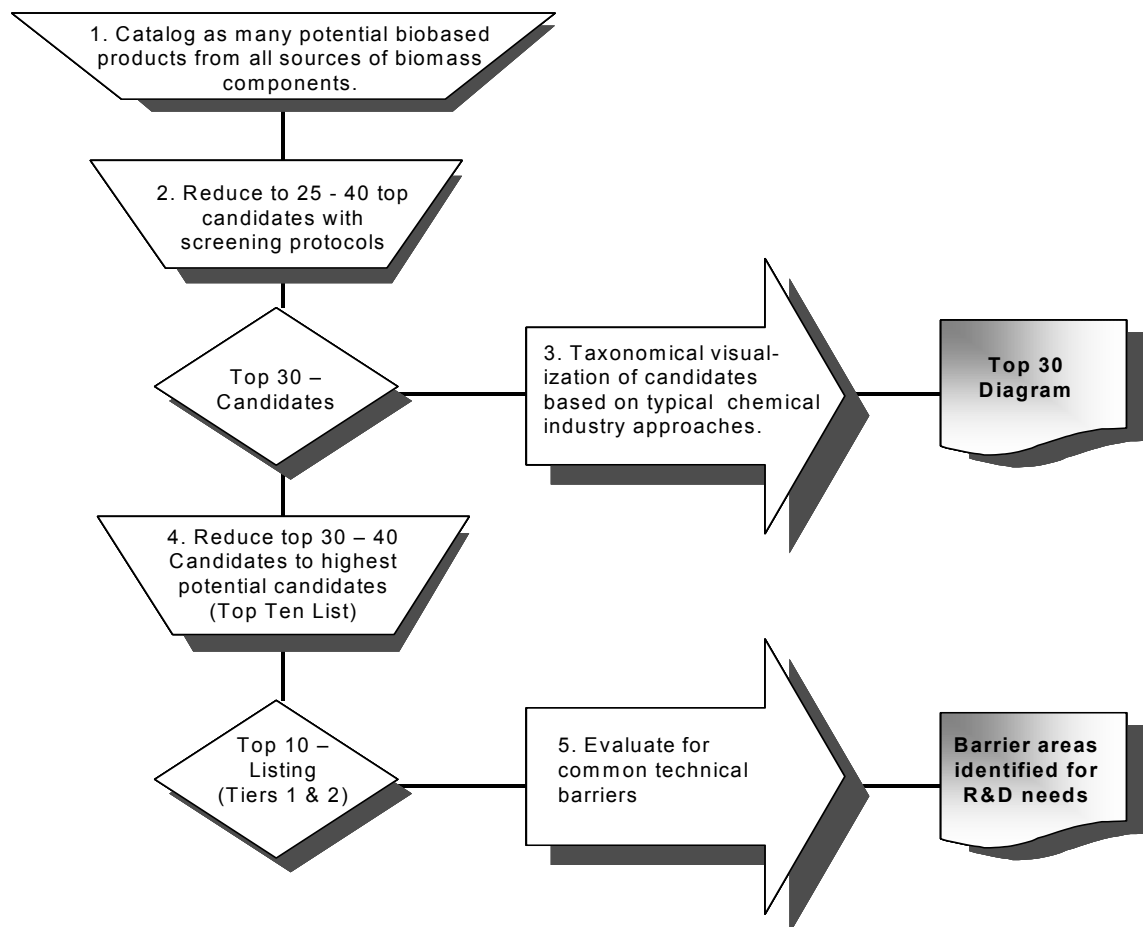 1. Catalog as many potential biobased
products from all sources of biomass
components.
2. Reduce to 25 - 40 top
candidates with
screening protocols
Top 30 –
Candidates
3. Taxonomical visual-
ization of candidates
based on typical chemical
industry approaches.
Top 30
Diagram
4. Reduce top 30 – 40
Candidates to highest
potential candidates
(Top Ten List)
Top 10 –
Listing
(Tiers 1 & 2)
5. Evaluate for
common technical
barriers
Barrier areas
identified for
R&D needs